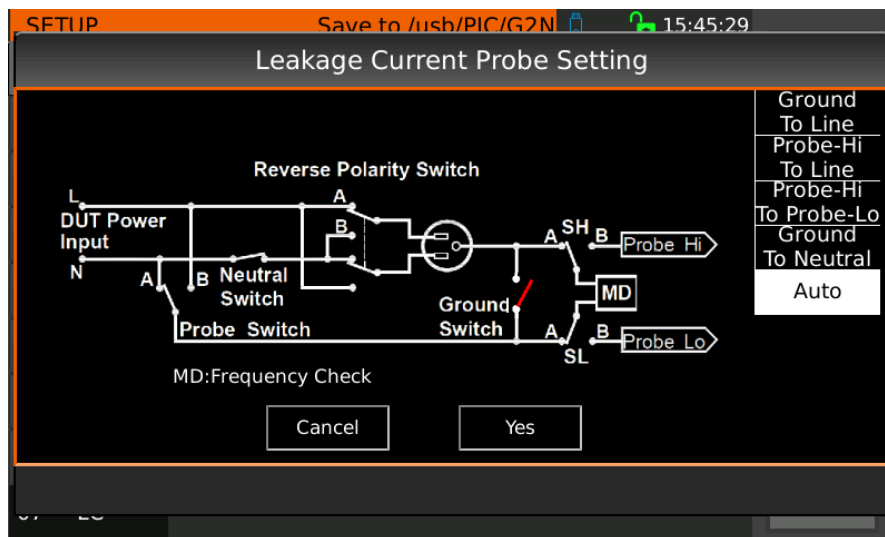 SETUP Save to /usb/PIC/G2N 15:45:29
Leakage Current Probe Setting
Ground
To Line
Probe-Hi
To Line
Probe-Hi
To Probe-Lo
Ground
To Neutral
Auto
Reverse Polarity Switch
L
A
DUT Power
Input
B
A SH B Probe Hi
N
A B Neutral
Switch
MD
Ground
Switch
Probe Switch
A B Probe Lo
SL
MD:Frequency Check
Cancel Yes